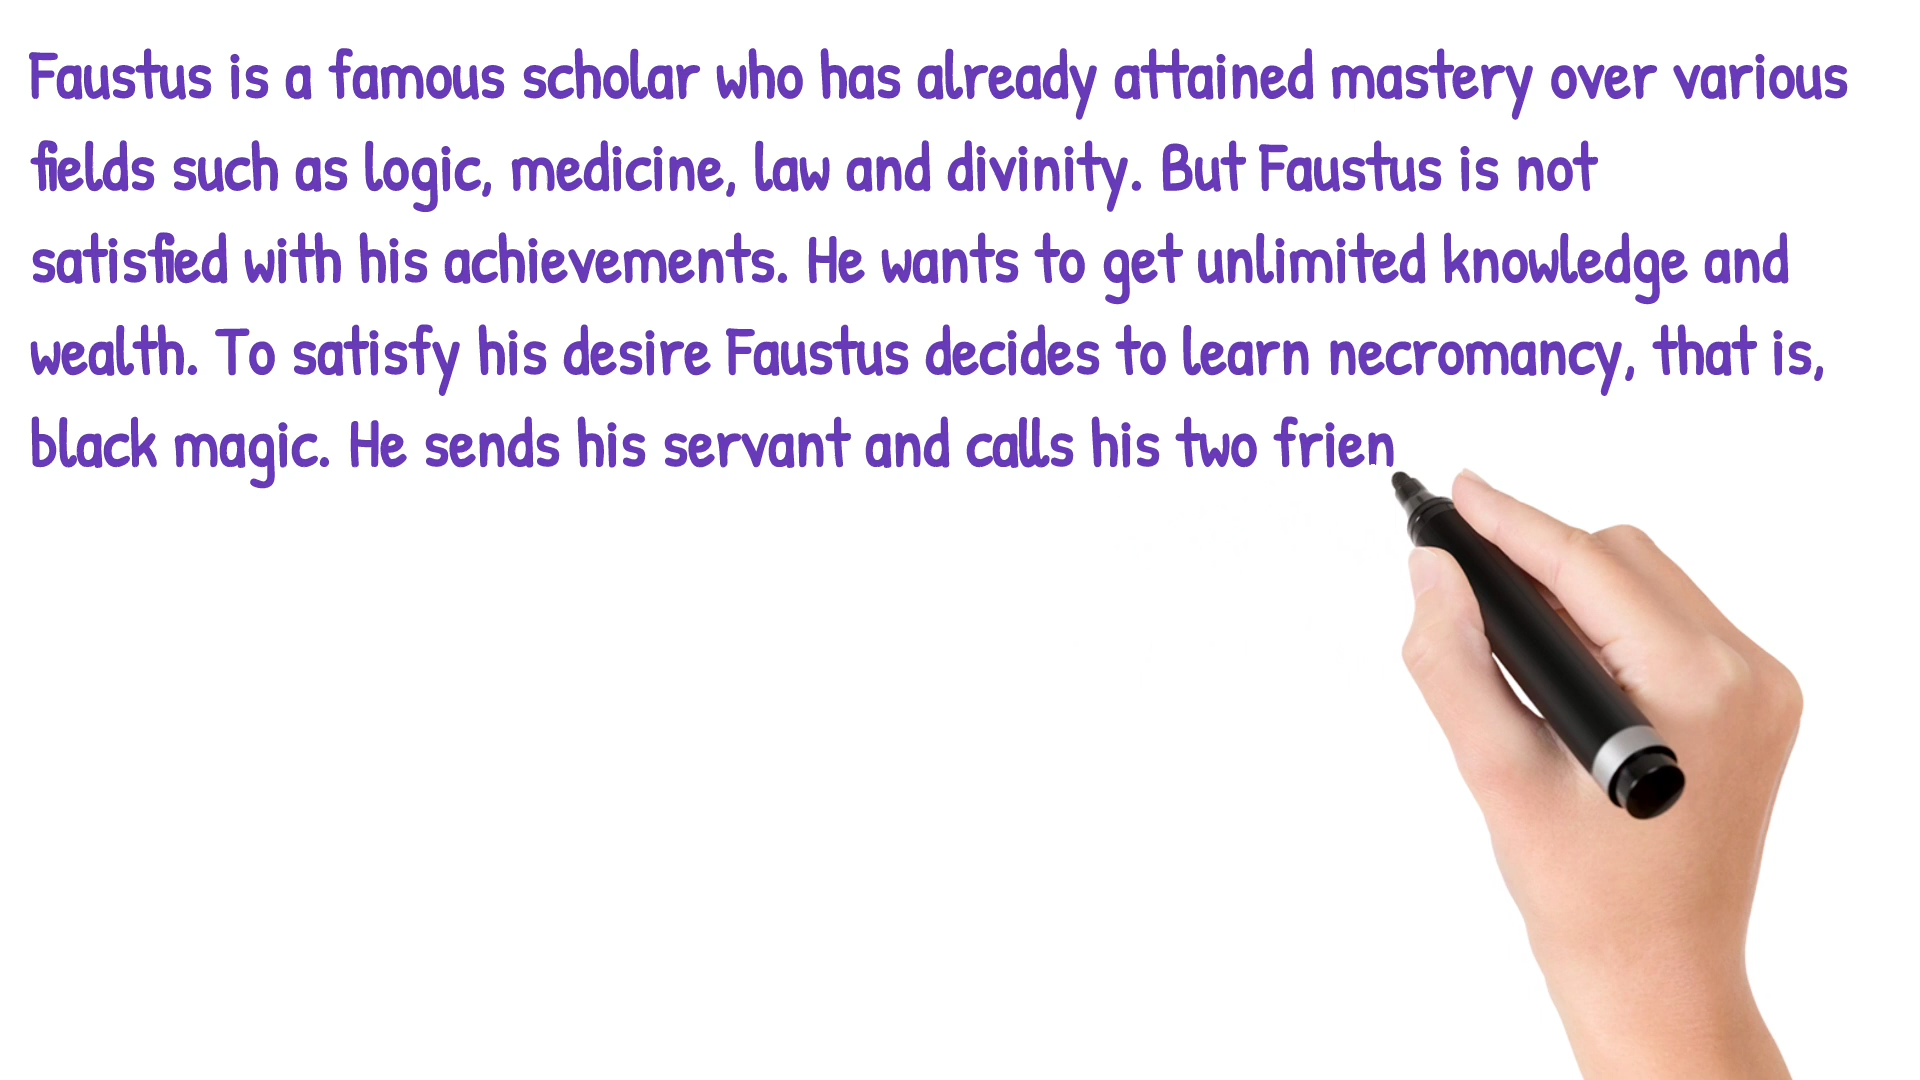 Faustus is a famous scholar who has already attained mastery over various
fields such as logic, medicine, law and divinity. But Faustus is not
satisfied with his achievements. He wants to get unlimited knowledge and
wealth. To satisfy his desire Faustus decides to learn necromancy, that is,
black magic. He sends his servant and calls his two frien